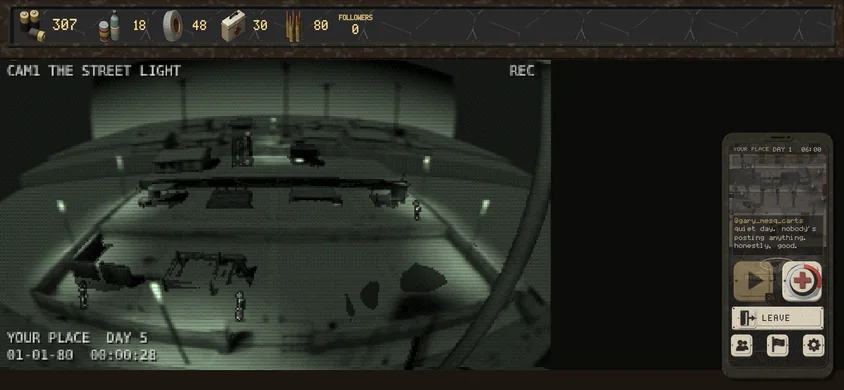 307
18
48
30
80
FOLLOWERS
0
CAM1 THE STREET LIGHT
REC
YOUR PLACE DAY 5
01-01-80 00:00:28
YOUR PLACE DAY 1 06:00
@gary_mesq_carts
quiet day. nobody's
posting anything.
honestly, good.
LEAVE